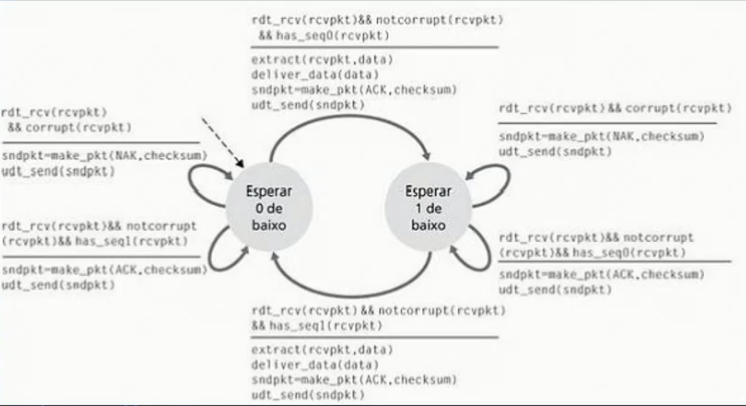 rdt_rcv(rcvpkt)&& notcorrupt(rcvpkt)
&& has_seq0(rcvpkt)
extract(rcvpkt,data)
deliver_data(data)
sndpkt=make_pkt(ACK,checksum)
udt_send(sndpkt)
rdt_rcv(rcvpkt)
&& corrupt(rcvpkt)
sndpkt=make_pkt(NAK,checksum)
udt_send(sndpkt)
rdt_rcv(rcvpkt)&& corrupt(rcvpkt)
sndpkt=make_pkt(NAK,checksum)
udt_send(sndpkt)
Esperar
0 de
baixo
Esperar
1 de
baixo
rdt_rcv(rcvpkt)&& notcorrupt
(rcvpkt)&& has_seq1(rcvpkt)
sndpkt=make_pkt(ACK,checksum)
udt_send(sndpkt)
rdt_rcv(rcvpkt)&& notcorrupt
(rcvpkt)&& has_seq0(rcvpkt)
sndpkt=make_pkt(ACK,checksum)
udt_send(sndpkt)
rdt_rcv(rcvpkt)&& notcorrupt(rcvpkt)
&& has_seq1(rcvpkt)
extract(rcvpkt,data)
deliver_data(data)
sndpkt=make_pkt(ACK,checksum)
udt_send(sndpkt)